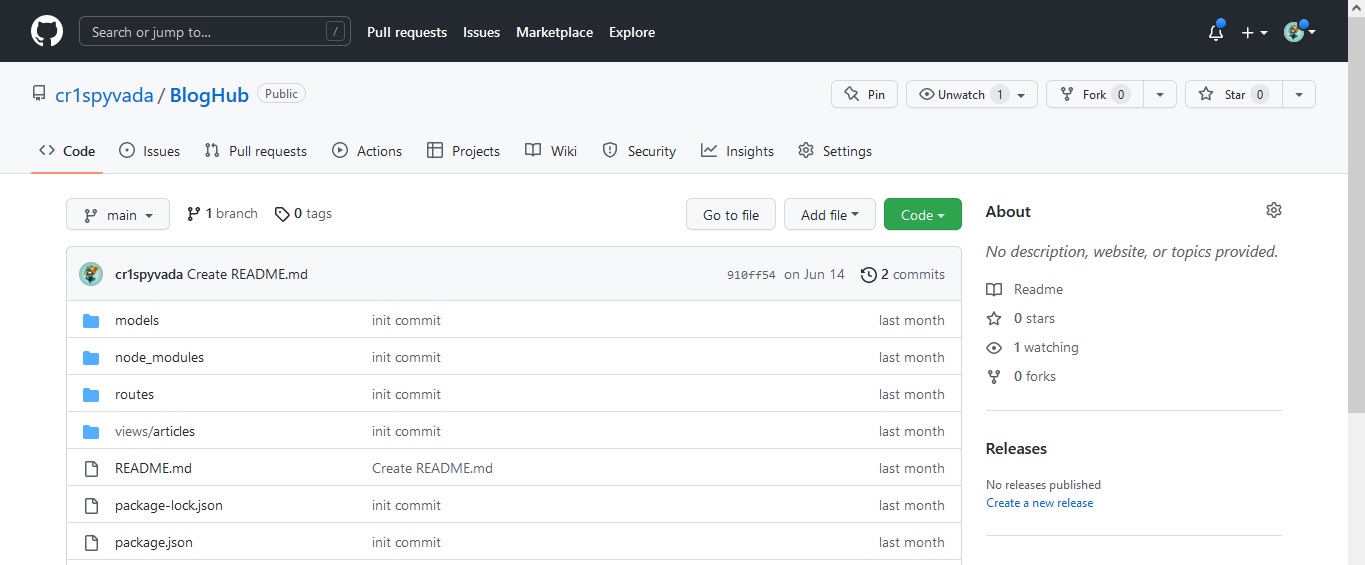 Search or jump to... / Pull requests Issues Marketplace Explore
cr1spyvada / BlogHub Public Pin Unwatch 1 Fork 0 Star 0
Code Issues Pull requests Actions Projects Wiki Security Insights Settings
main 1 branch 0 tags Go to file Add file Code
cr1spyvada Create README.md 910ff54 on Jun 14 2 commits
models init commit last month
node_modules init commit last month
routes init commit last month
views/articles init commit last month
README.md Create README.md last month
package-lock.json init commit last month
package.json init commit last month
About
No description, website, or topics provided.
Readme
0 stars
1 watching
0 forks
Releases
No releases published
Create a new release